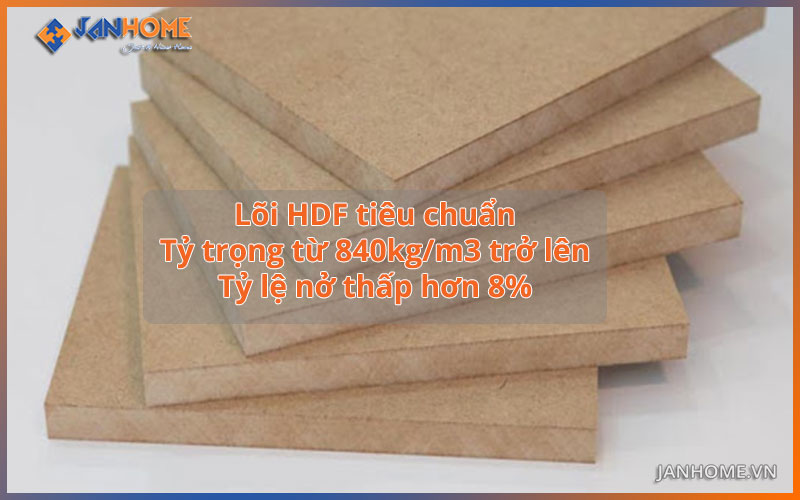 JANHOME
Lõi HDF tiêu chuẩn
Tỷ trọng từ 840kg/m3 trở lên
Tỷ lệ nở thấp hơn 8%
JANHOME.VN